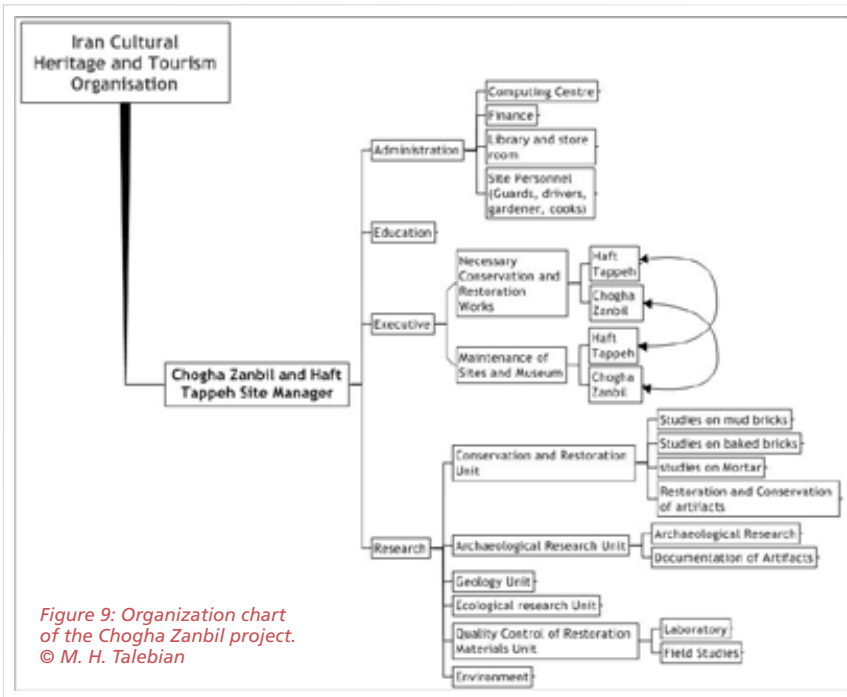 Iran Cultural
Heritage and Tourism
Organisation
Chogha Zanbil and Haft
Tappeh Site Manager
Administration
Computing Centre
Finance
Library and store
room
Site Personnel
(Guards, drivers,
gardener, cooks)
Education
Executive
Necessary
Conservation and
Restoration
Works
Haft
Tappeh
Chogha
Zanbil
Maintenance of
Sites and Museum
Haft
Tappeh
Chogha
Zanbil
Research
Conservation and Restoration
Unit
Studies on mud bricks
Studies on baked bricks
studies on Mortar
Restoration and Conservation
of artifacts
Archaeological Research Unit
Archaeological Research
Documentation of Artifacts
Geology Unit
Ecological research Unit
Quality Control of Restoration
Materials Unit
Laboratory
Field Studies
Environment
Figure 9: Organization chart
of the Chogha Zanbil project.
© M. H. Talebian